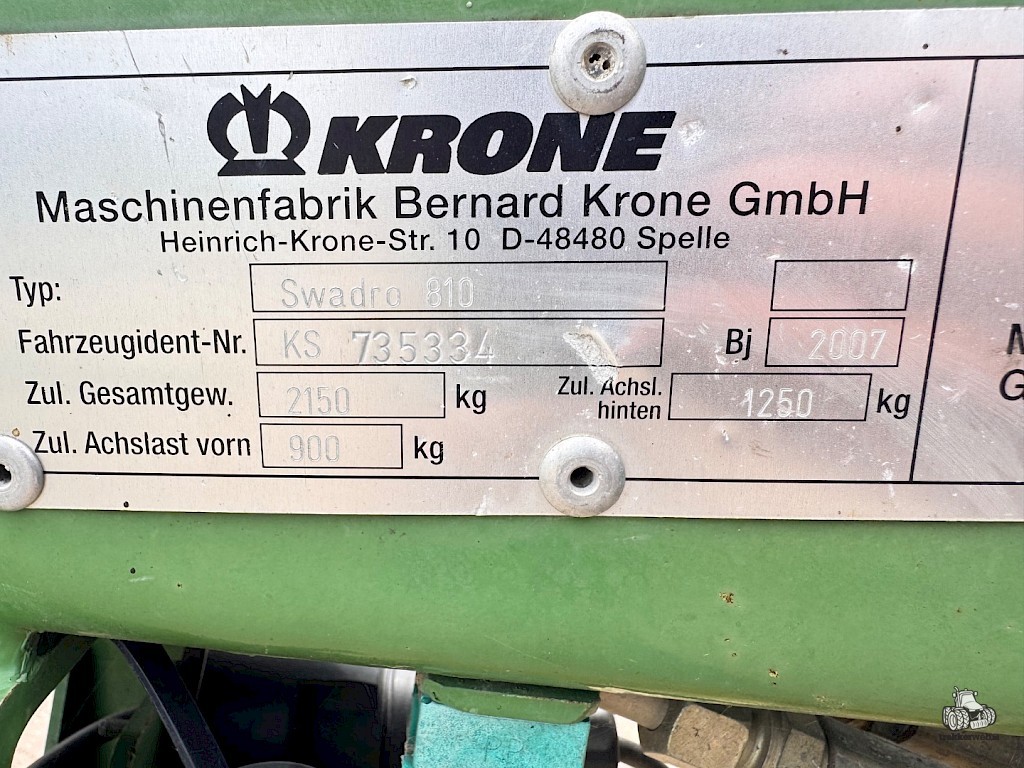 KRONE
Maschinenfabrik Bernard Krone GmbH
Heinrich-Krone-Str. 10 D-48480 Spelle
Typ: Swadro 810
Fahrzeugident-Nr. KS 735334 Bj 2007
Zul. Gesamtgew. 2150 kg Zul. Achsl. hinten 1250 kg
Zul. Achslast vorn 900 kg